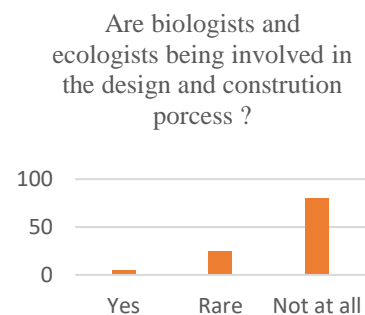 Are biologists and
ecologists being involved in
the design and constrution
porcess ?
100
50
0
Yes Rare Not at all